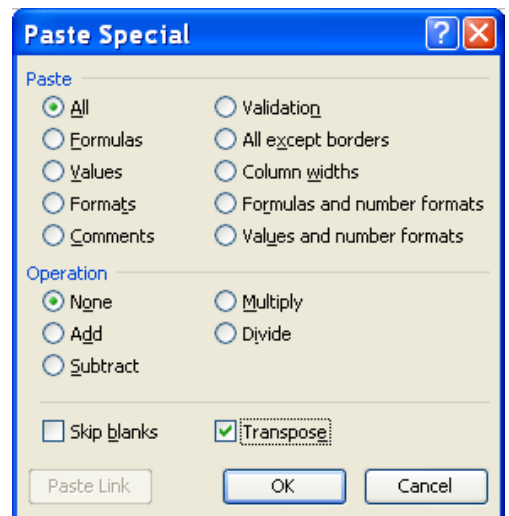 Paste Special
Paste
All
Validation
Formulas
All except borders
Values
Column widths
Formats
Formulas and number formats
Comments
Values and number formats
Operation
None
Multiply
Add
Divide
Subtract
Skip blanks
Transpose
Paste Link
OK
Cancel